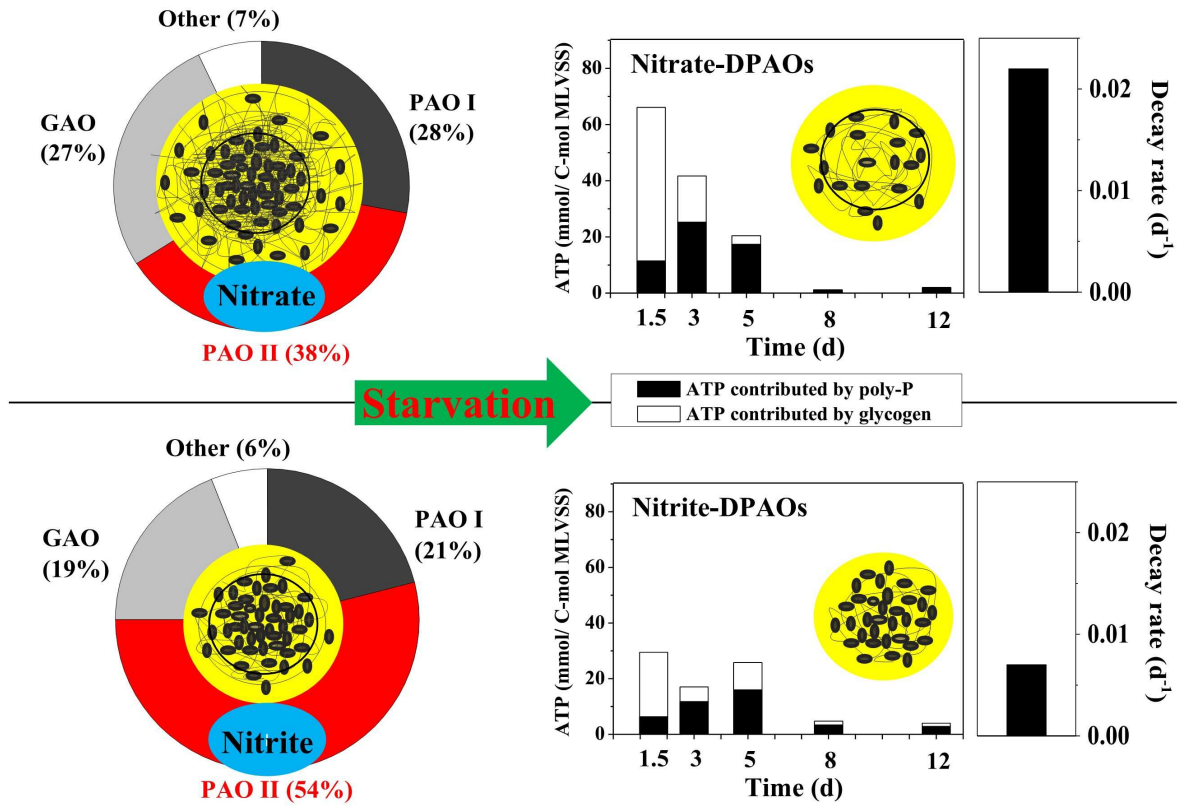 Other (7%)
GAO
(27%)
PAO I
(28%)
Nitrate
PAO II (38%)
Nitrate-DPAOs
ATP (mmol/ C-mol MLVSS)
80
60
40
20
0
1.5
3
5
8
12
Time (d)
0.02
0.01
0.00
Decay rate (d⁻¹)
Starvation
ATP contributed by poly-P
ATP contributed by glycogen
Other (6%)
GAO
(19%)
PAO I
(21%)
Nitrite
PAO II (54%)
Nitrite-DPAOs
ATP (mmol/ C-mol MLVSS)
80
60
40
20
0
1.5
3
5
8
12
Time (d)
0.02
0.01
0.00
Decay rate (d⁻¹)